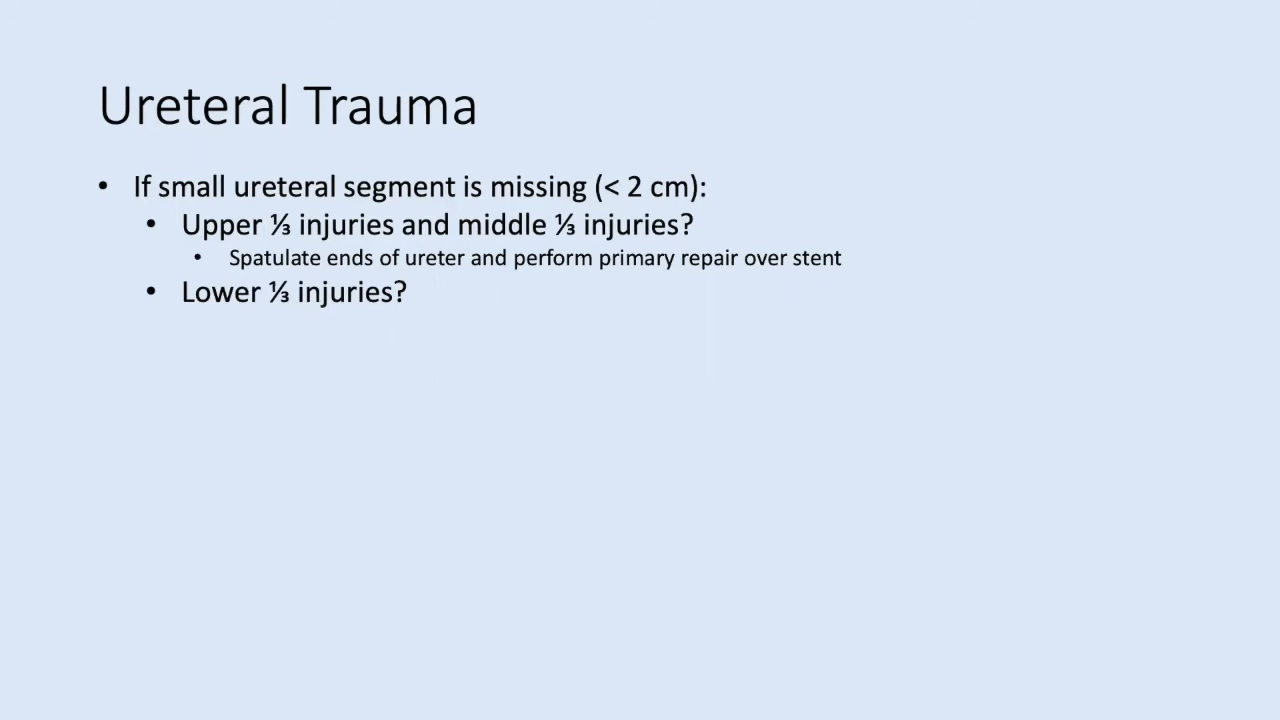 Ureteral Trauma
• If small ureteral segment is missing (< 2 cm):
• Upper ⅓ injuries and middle ⅓ injuries?
• Spatulate ends of ureter and perform primary repair over stent
• Lower ⅓ injuries?